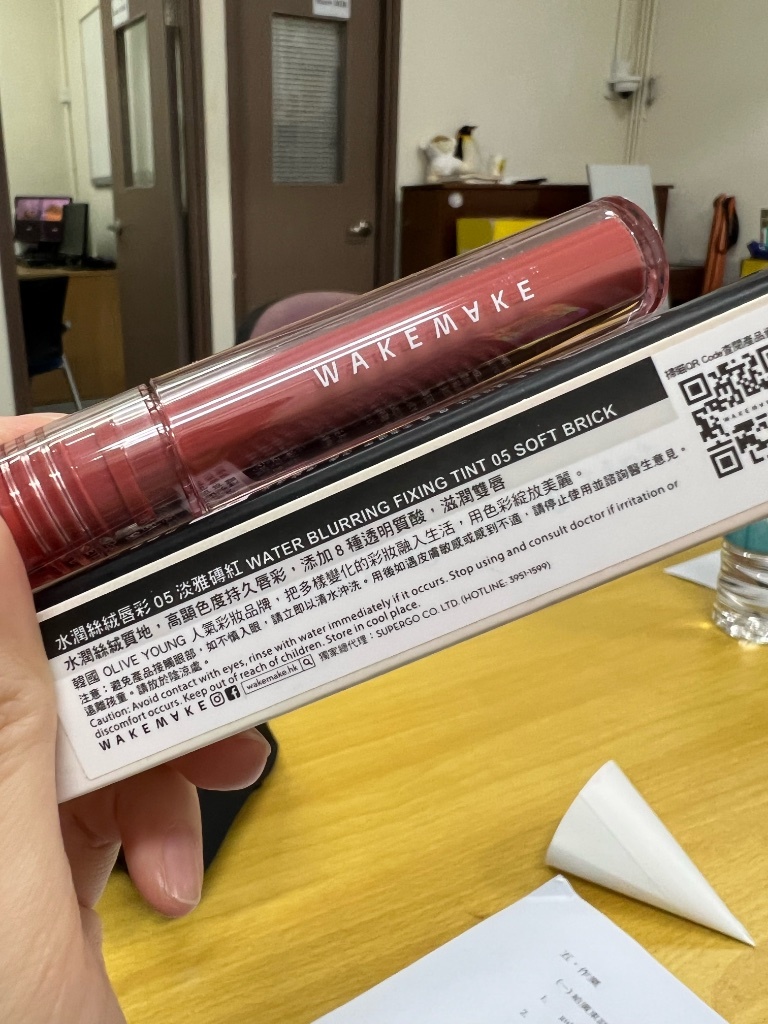 WAKEMAKE
掃瞄QR Code查閱產品
水潤絲絨唇彩 05 淡雅磚紅 WATER BLURRING FIXING TINT 05 SOFT BRICK
水潤絲絨質地，高顯色度持久唇彩，添加 8 種透明質酸，滋潤雙唇
韓國 OLIVE YOUNG 人氣彩妝品牌，把多樣變化的彩妝融入生活，用色彩綻放美麗。
注意：避免產品接觸眼部，如不慎入眼，請立即以清水沖洗。用後如遇皮膚敏感或感到不適，請停止使用並諮詢醫生意見。
遠離孩童。請放於陰涼處。
Caution: Avoid contact with eyes, rinse with water immediately if it occurs. Stop using and consult doctor if irritation or
discomfort occurs. Keep out of reach of children. Store in cool place.
WAKEMAKE wakemake.hk 獨家總代理：SUPERGO CO. LTD. (HOTLINE: 3951-1599)
WAKEMAKE
五、作業
(一)
1.
2.